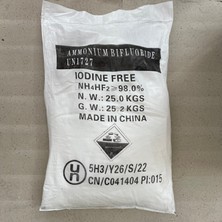 AMMONIUM BIFLUORIDE
UN1727
IODINE FREE
NH4HF2≥98.0%
N. W.: 25.0 KGS
G. W.: 25.2 KGS
MADE IN CHINA
5H3/Y26/S/22
CN/C041404 PI:015